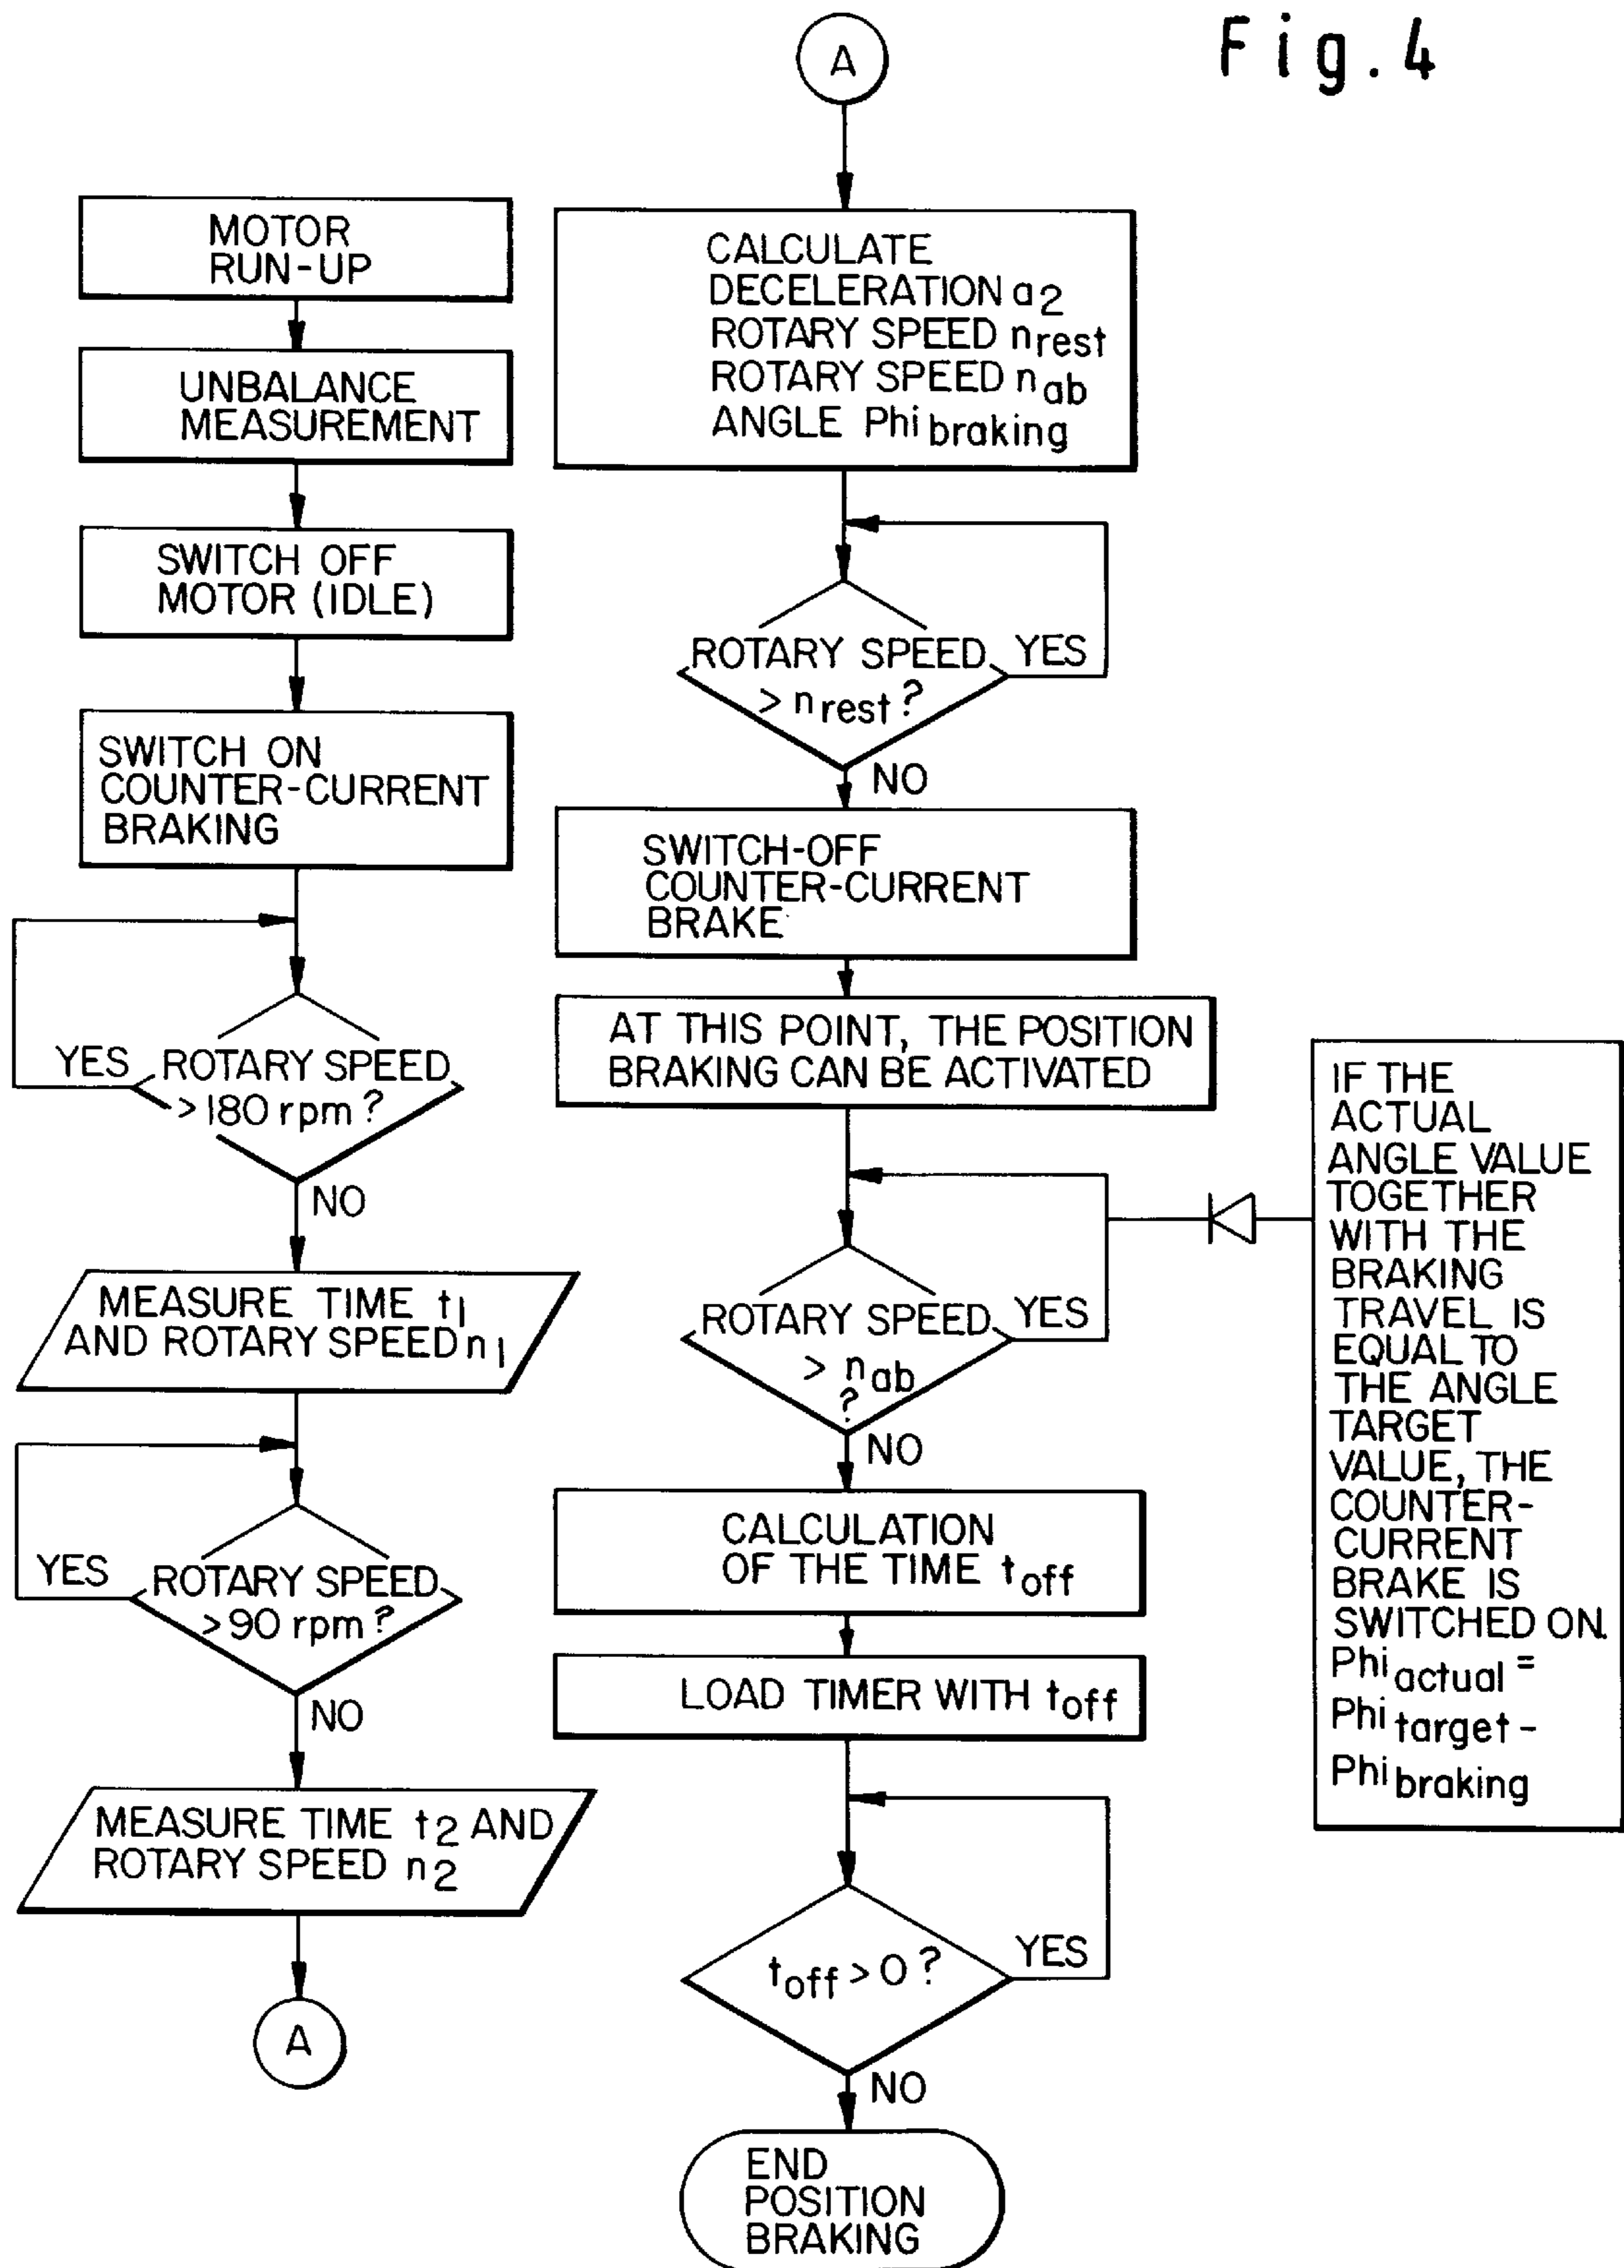 Fig. 4
MOTOR
RUN-UP
UNBALANCE
MEASUREMENT
SWITCH OFF
MOTOR (IDLE)
SWITCH ON
COUNTER-CURRENT
BRAKING
YES
ROTARY SPEED
>180 rpm?
NO
MEASURE TIME t1
AND ROTARY SPEED n1
YES
ROTARY SPEED
>90 rpm?
NO
MEASURE TIME t2 AND
ROTARY SPEED n2
A
A
CALCULATE
DECELERATION a2
ROTARY SPEED nrest
ROTARY SPEED nab
ANGLE Phi braking
ROTARY SPEED
> nrest?
YES
NO
SWITCH-OFF
COUNTER-CURRENT
BRAKE
AT THIS POINT, THE POSITION
BRAKING CAN BE ACTIVATED
ROTARY SPEED
> nab
?
YES
NO
CALCULATION
OF THE TIME toff
LOAD TIMER WITH toff
toff > 0?
YES
NO
END
POSITION
BRAKING
IF THE
ACTUAL
ANGLE VALUE
TOGETHER
WITH THE
BRAKING
TRAVEL IS
EQUAL TO
THE ANGLE
TARGET
VALUE, THE
COUNTER-
CURRENT
BRAKE IS
SWITCHED ON.
Phi actual =
Phi target -
Phi braking